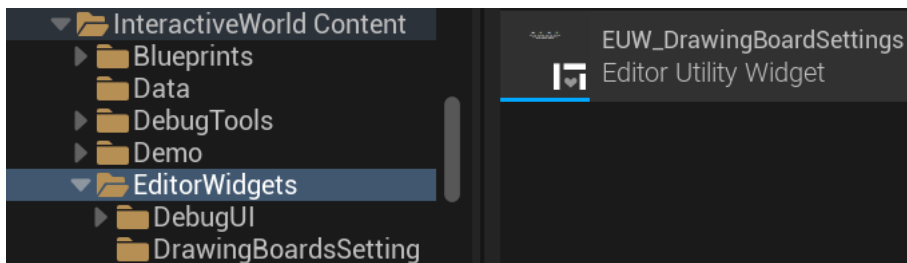 InteractiveWorld Content
Blueprints
Data
DebugTools
Demo
EditorWidgets
DebugUI
DrawingBoardsSetting
EUW_DrawingBoardSettings
Editor Utility Widget